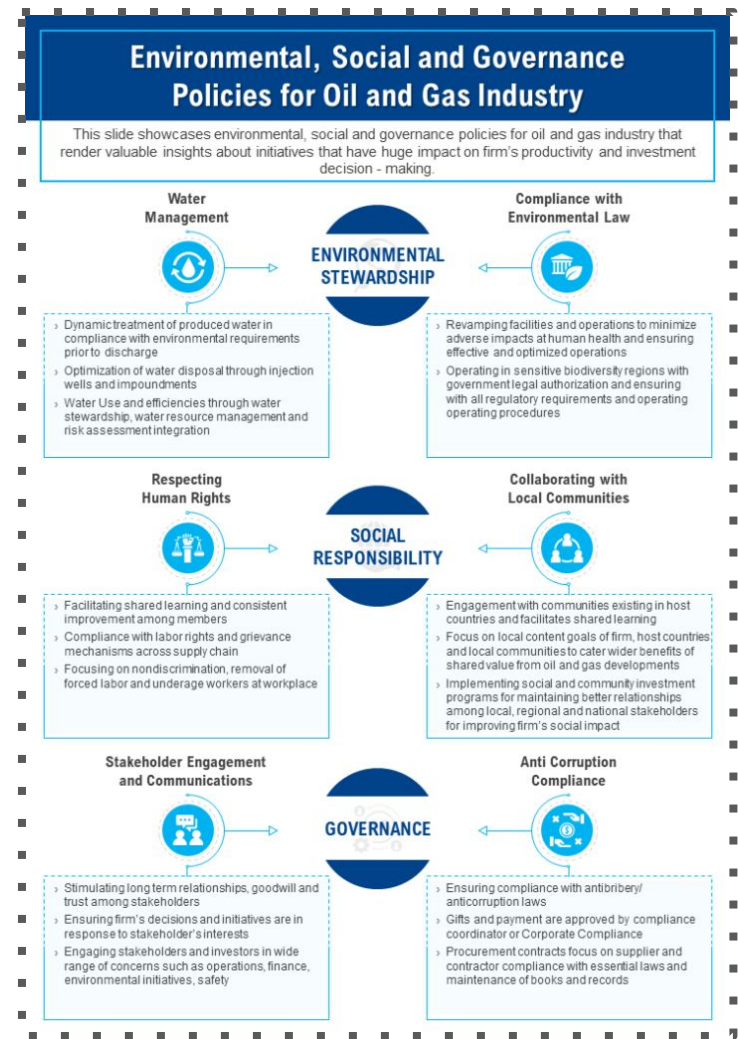 Environmental, Social and Governance
Policies for Oil and Gas Industry
This slide showcases environmental, social and governance policies for oil and gas industry that
render valuable insights about initiatives that have huge impact on firm's productivity and investment
decision - making.
Water
Management
ENVIRONMENTAL
STEWARDSHIP
Compliance with
Environmental Law
› Dynamic treatment of produced water in
compliance with environmental requirements
prior to discharge
› Optimization of water disposal through injection
wells and impoundments
› Water Use and efficiencies through water
stewardship, water resource management and
risk assessment integration
› Revamping facilities and operations to minimize
adverse impacts at human health and ensuring
effective and optimized operations
› Operating in sensitive biodiversity regions with
government legal authorization and ensuring
with all regulatory requirements and operating
operating procedures
Respecting
Human Rights
SOCIAL
RESPONSIBILITY
Collaborating with
Local Communities
› Facilitating shared learning and consistent
improvement among members
› Compliance with labor rights and grievance
mechanisms across supply chain
› Focusing on nondiscrimination, removal of
forced labor and underage workers at workplace
› Engagement with communities existing in host
countries and facilitates shared learning
› Focus on local content goals of firm, host countries
and local communities to cater wider benefits of
shared value from oil and gas developments
› Implementing social and community investment
programs for maintaining better relationships
among local, regional and national stakeholders
for improving firm's social impact
Stakeholder Engagement
and Communications
GOVERNANCE
Anti Corruption
Compliance
› Stimulating long term relationships, goodwill and
trust among stakeholders
› Ensuring firm's decisions and initiatives are in
response to stakeholder's interests
› Engaging stakeholders and investors in wide
range of concerns such as operations, finance,
environmental initiatives, safety
› Ensuring compliance with antibribery/
anticorruption laws
› Gifts and payment are approved by compliance
coordinator or Corporate Compliance
› Procurement contracts focus on supplier and
contractor compliance with essential laws and
maintenance of books and records